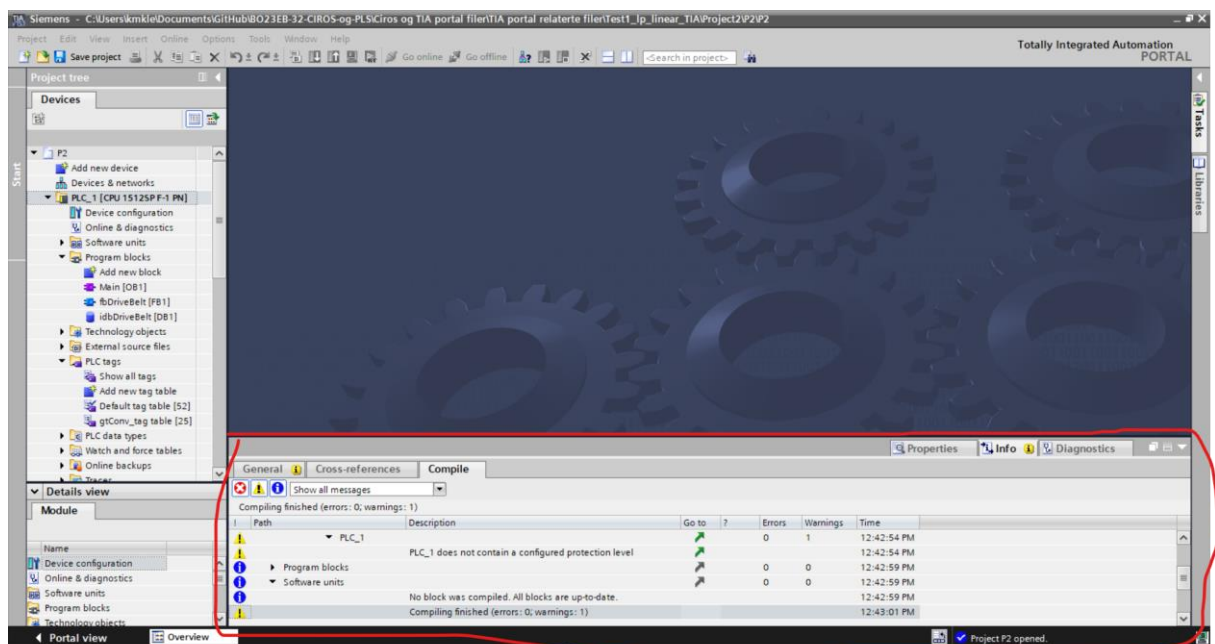 Siemens - C:\Users\kmkle\Documents\GitHub\BO23EB-32-CIROS-og-PLS\Ciros og TIA portal filer\TIA portal relaterte filer\Test1_lp_linear_TIA\Project2\P2\P2
Project Edit View Insert Online Options Tools Window Help
Totally Integrated Automation
PORTAL
Save project Go online Go offline <Search in project>
Project tree
Devices
Start
P2
Add new device
Devices & networks
PLC_1 [CPU 1512SP F-1 PN]
Device configuration
Online & diagnostics
Software units
Program blocks
Add new block
Main [OB1]
fbDriveBelt [FB1]
idbDriveBelt [DB1]
Technology objects
External source files
PLC tags
Show all tags
Add new tag table
Default tag table [52]
gtConv_tag table [25]
PLC data types
Watch and force tables
Online backups
Traces
Details view
Module
Name
Device configuration
Online & diagnostics
Software units
Program blocks
Technology objects
Tasks
Libraries
Properties Info Diagnostics
General Cross-references Compile
Show all messages
Compiling finished (errors: 0; warnings: 1)
! Path Description Go to ? Errors Warnings Time
PLC_1 0 1 12:42:54 PM
PLC_1 does not contain a configured protection level 12:42:54 PM
Program blocks 0 0 12:42:59 PM
Software units 0 0 12:42:59 PM
No block was compiled. All blocks are up-to-date. 12:42:59 PM
Compiling finished (errors: 0; warnings: 1) 12:43:01 PM
Portal view Overview Project P2 opened.